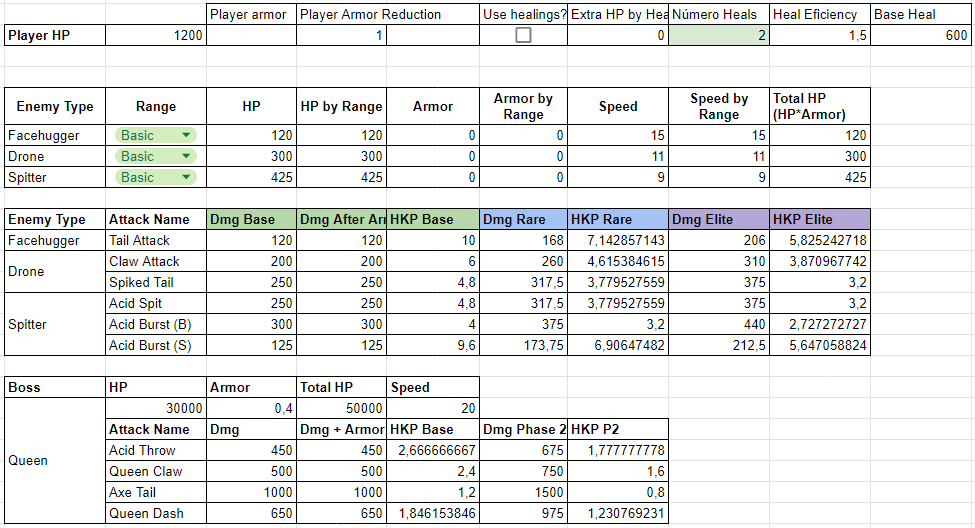 Player armor Player Armor Reduction Use healings? Extra HP by Hea Número Heals Heal Eficiency Base Heal
Player HP 1200 1 0 2 1,5 600
Enemy Type Range HP HP by Range Armor Armor by Range Speed Speed by Range Total HP (HP*Armor)
Facehugger Basic 120 120 0 0 15 15 120
Drone Basic 300 300 0 0 11 11 300
Spitter Basic 425 425 0 0 9 9 425
Enemy Type Attack Name Dmg Base Dmg After Arr HKP Base Dmg Rare HKP Rare Dmg Elite HKP Elite
Facehugger Tail Attack 120 120 10 168 7,142857143 206 5,825242718
Drone Claw Attack 200 200 6 260 4,615384615 310 3,870967742
Spiked Tail 250 250 4,8 317,5 3,779527559 375 3,2
Spitter Acid Spit 250 250 4,8 317,5 3,779527559 375 3,2
Acid Burst (B) 300 300 4 375 3,2 440 2,727272727
Acid Burst (S) 125 125 9,6 173,75 6,90647482 212,5 5,647058824
Boss HP Armor Total HP Speed
30000 0,4 50000 20
Queen Attack Name Dmg Dmg + Armor HKP Base Dmg Phase 2 HKP P2
Acid Throw 450 450 2,666666667 675 1,777777778
Queen Claw 500 500 2,4 750 1,6
Axe Tail 1000 1000 1,2 1500 0,8
Queen Dash 650 650 1,846153846 975 1,230769231